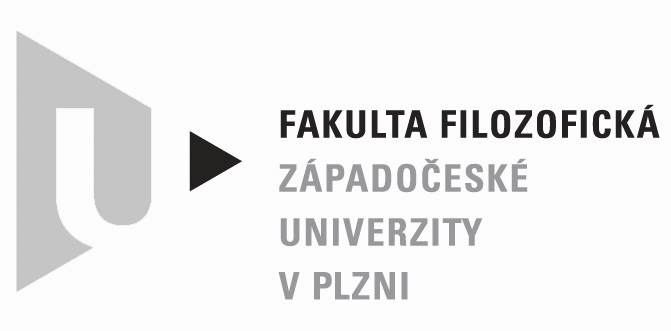 FAKULTA FILOZOFICKÁ
ZÁPADOČESKÉ
UNIVERZITY
V PLZNI